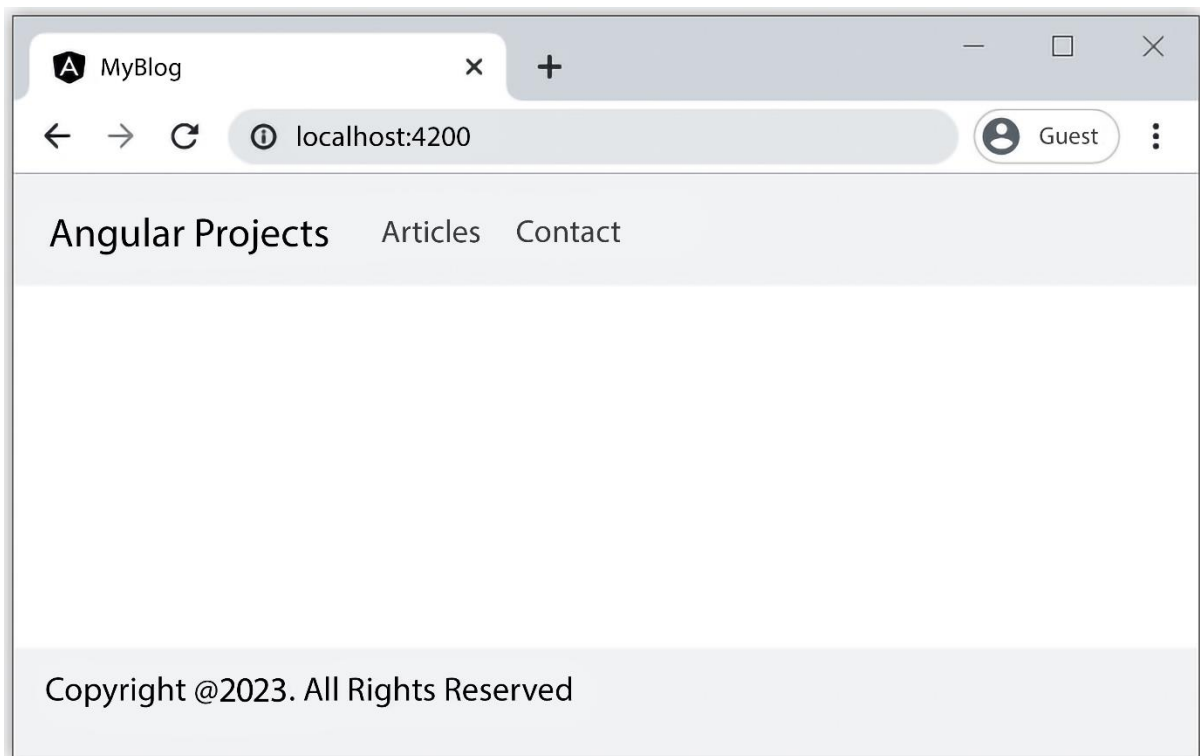 MyBlog
localhost:4200
Guest
Angular Projects Articles Contact
Copyright @2023. All Rights Reserved